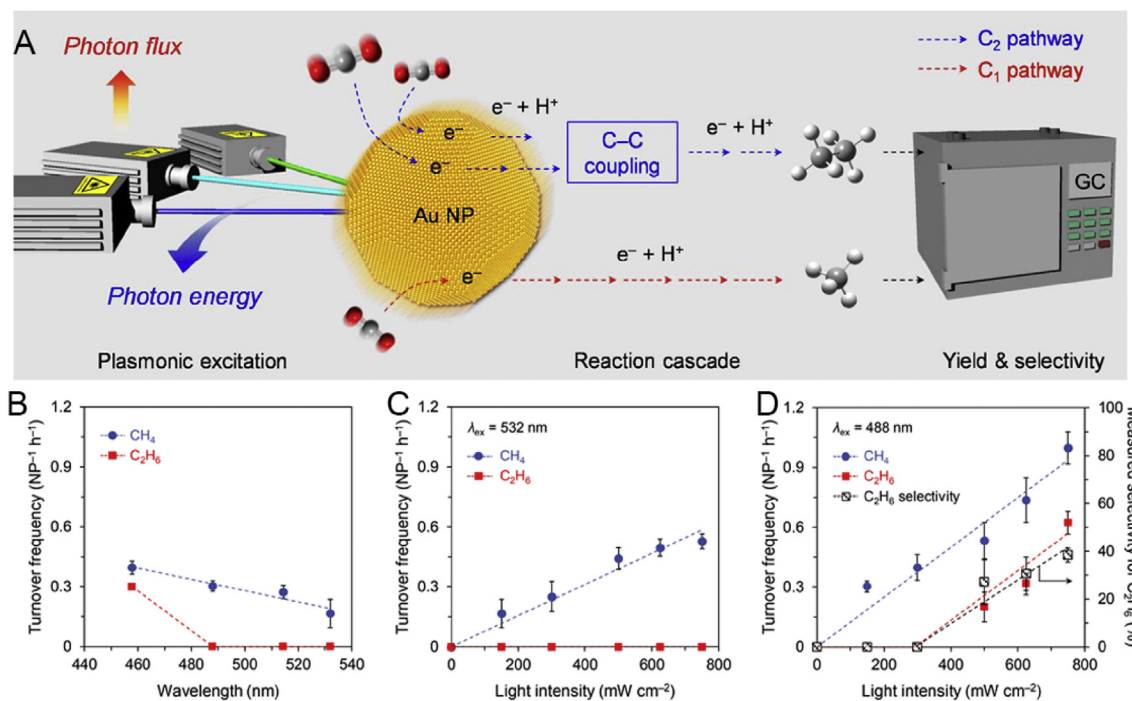 A
Photon flux
C₂ pathway
C₁ pathway
e⁻ + H⁺
e⁻
e⁻
C–C
coupling
e⁻ + H⁺
GC
Au NP
e⁻
e⁻ + H⁺
Photon energy
Plasmonic excitation
Reaction cascade
Yield & selectivity
B
Turnover frequency (NP⁻¹ h⁻¹)
1.2
0.9
0.6
0.3
0
CH₄
C₂H₆
440 460 480 500 520 540
Wavelength (nm)
C
Turnover frequency (NP⁻¹ h⁻¹)
1.2
0.9
0.6
0.3
0
λex = 532 nm
CH₄
C₂H₆
0 200 400 600 800
Light intensity (mW cm⁻²)
D
Turnover frequency (NP⁻¹ h⁻¹)
1.2
0.9
0.6
0.3
0
λex = 488 nm
CH₄
C₂H₆
C₂H₆ selectivity
0 200 400 600 800
Light intensity (mW cm⁻²)
100
80
60
40
20
0
Measured selectivity for C₂H₆ (%)